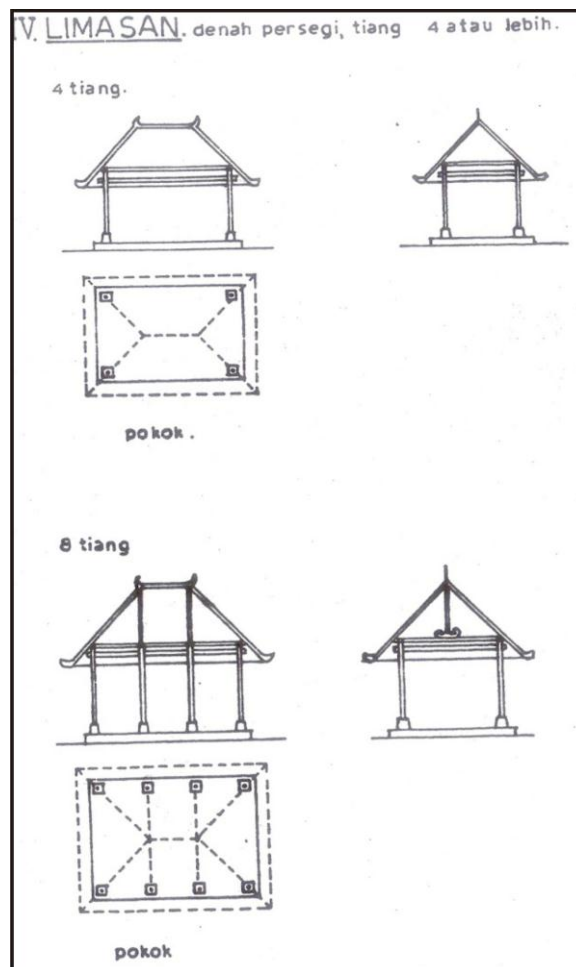 IV. LIMASAN. denah persegi, tiang 4 atau lebih.
4 tiang.
pokok.
8 tiang
pokok